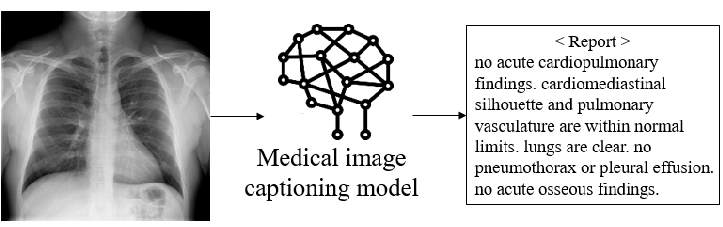 Medical image
captioning model
< Report >
no acute cardiopulmonary
findings. cardiomediastinal
silhouette and pulmonary
vasculature are within normal
limits. lungs are clear. no
pneumothorax or pleural effusion.
no acute osseous findings.